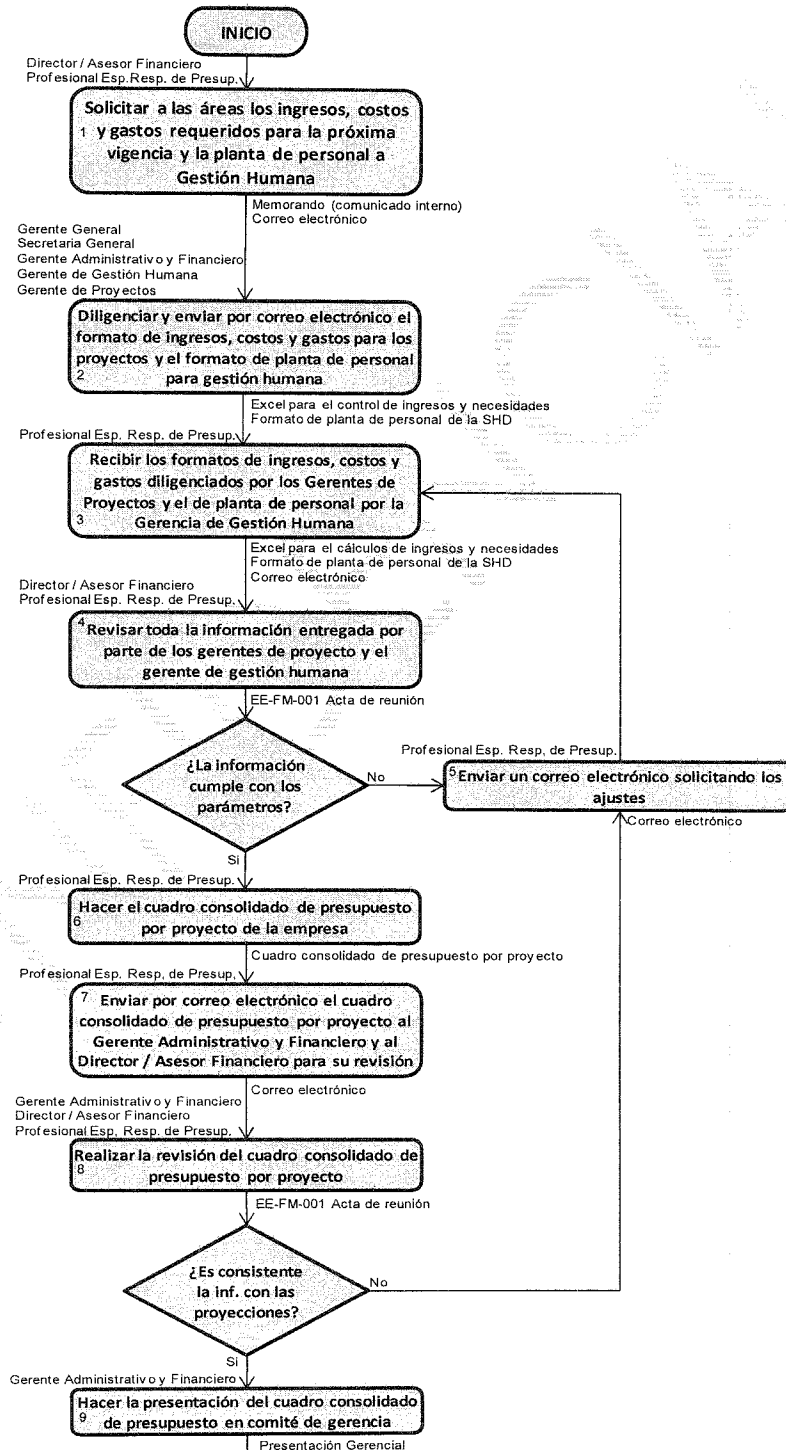 INICIO
Director / Asesor Financiero
Profesional Esp.Resp. de Presup.
Solicitar a las áreas los ingresos, costos
1 y gastos requeridos para la próxima
vigencia y la planta de personal a
Gestión Humana
Memorando (comunicado interno)
Correo electrónico
Gerente General
Secretaria General
Gerente Administrativo y Financiero
Gerente de Gestión Humana
Gerente de Proyectos
Diligenciar y enviar por correo electrónico el
formato de ingresos, costos y gastos para los
proyectos y el formato de planta de personal
2 para gestión humana
Excel para el control de ingresos y necesidades
Formato de planta de personal de la SHD
Profesional Esp. Resp. de Presup.
Recibir los formatos de ingresos, costos y
gastos diligenciados por los Gerentes de
Proyectos y el de planta de personal por la
3 Gerencia de Gestión Humana
Excel para el cálculos de ingresos y necesidades
Formato de planta de personal de la SHD
Correo electrónico
Director / Asesor Financiero
Profesional Esp. Resp. de Presup.
4 Revisar toda la información entregada por
parte de los gerentes de proyecto y el
gerente de gestión humana
EE-FM-001 Acta de reunión
¿La información
cumple con los
parámetros?
No
Profesional Esp. Resp, de Presup.
5 Enviar un correo electrónico solicitando los
ajustes
Correo electrónico
Si
Profesional Esp. Resp. de Presup.
Hacer el cuadro consolidado de presupuesto
6 por proyecto de la empresa
Cuadro consolidado de presupuesto por proyecto
Profesional Esp. Resp, de Presup,
7 Enviar por correo electrónico el cuadro
consolidado de presupuesto por proyecto al
Gerente Administrativo y Financiero y al
Director / Asesor Financiero para su revisión
Correo electrónico
Gerente Administrativo y Financiero
Director / Asesor Financiero
Profesional Esp, Resp. de Presup,
Realizar la revisión del cuadro consolidado de
8 presupuesto por proyecto
EE-FM-001 Acta de reunión
¿Es consistente
la inf. con las
proyecciones?
No
Si
Gerente Administrativo y Financiero
Hacer la presentación del cuadro consolidado
9 de presupuesto en comité de gerencia
Presentación Gerencial